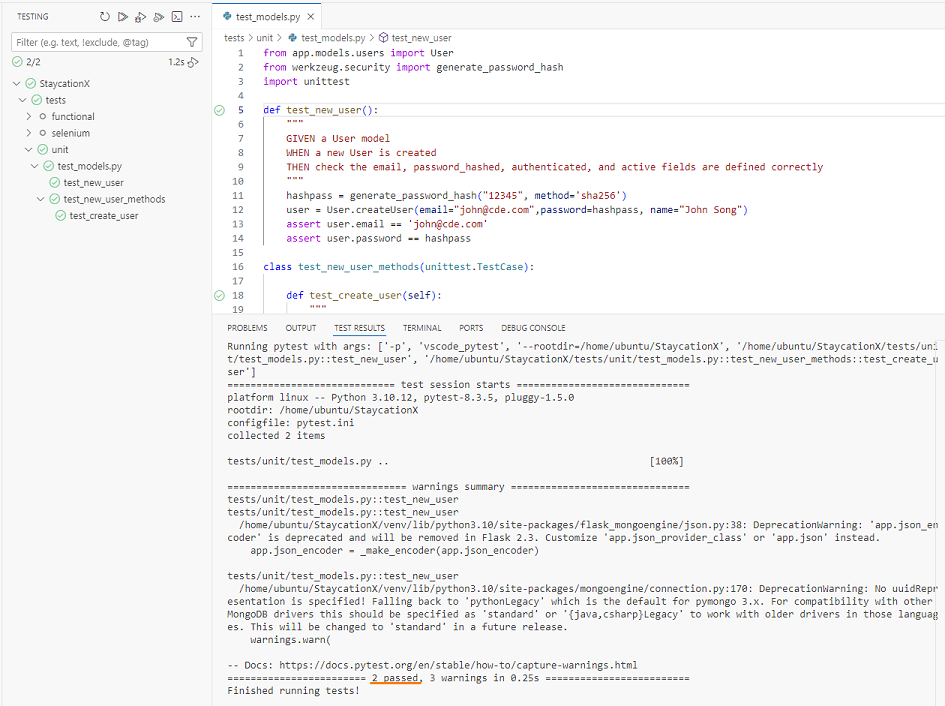 TESTING
Filter (e.g. text, !exclude, @tag)
2/2
1.2s
StaycationX
tests
functional
selenium
unit
test_models.py
test_new_user
test_new_user_methods
test_create_user
test_models.py
tests > unit > test_models.py > test_new_user
1 from app.models.users import User
2 from werkzeug.security import generate_password_hash
3 import unittest
4
5 def test_new_user():
6 """
7 GIVEN a User model
8 WHEN a new User is created
9 THEN check the email, password_hashed, authenticated, and active fields are defined correctly
10 """
11 hashpass = generate_password_hash("12345", method='sha256')
12 user = User.createUser(email="john@cde.com",password=hashpass, name="John Song")
13 assert user.email == 'john@cde.com'
14 assert user.password == hashpass
15
16 class test_new_user_methods(unittest.TestCase):
17
18 def test_create_user(self):
19 """
PROBLEMS OUTPUT TEST RESULTS TERMINAL PORTS DEBUG CONSOLE
Running pytest with args: ['-p', 'vscode_pytest', '--rootdir=/home/ubuntu/StaycationX', '/home/ubuntu/StaycationX/tests/uni
t/test_models.py::test_new_user', '/home/ubuntu/StaycationX/tests/unit/test_models.py::test_new_user_methods::test_create_u
ser']
============================= test session starts ==============================
platform linux -- Python 3.10.12, pytest-8.3.5, pluggy-1.5.0
rootdir: /home/ubuntu/StaycationX
configfile: pytest.ini
collected 2 items
tests/unit/test_models.py .. [100%]
=============================== warnings summary ===============================
tests/unit/test_models.py::test_new_user
tests/unit/test_models.py::test_new_user
/home/ubuntu/StaycationX/venv/lib/python3.10/site-packages/flask_mongoengine/json.py:38: DeprecationWarning: 'app.json_en
coder' is deprecated and will be removed in Flask 2.3. Customize 'app.json_provider_class' or 'app.json' instead.
app.json_encoder = _make_encoder(app.json_encoder)
tests/unit/test_models.py::test_new_user
/home/ubuntu/StaycationX/venv/lib/python3.10/site-packages/mongoengine/connection.py:170: DeprecationWarning: No uuidRepr
esentation is specified! Falling back to 'pythonLegacy' which is the default for pymongo 3.x. For compatibility with other
MongoDB drivers this should be specified as 'standard' or '{java,csharp}Legacy' to work with older drivers in those languag
es. This will be changed to 'standard' in a future release.
warnings.warn(
-- Docs: https://docs.pytest.org/en/stable/how-to/capture-warnings.html
======================== 2 passed, 3 warnings in 0.25s =========================
Finished running tests!